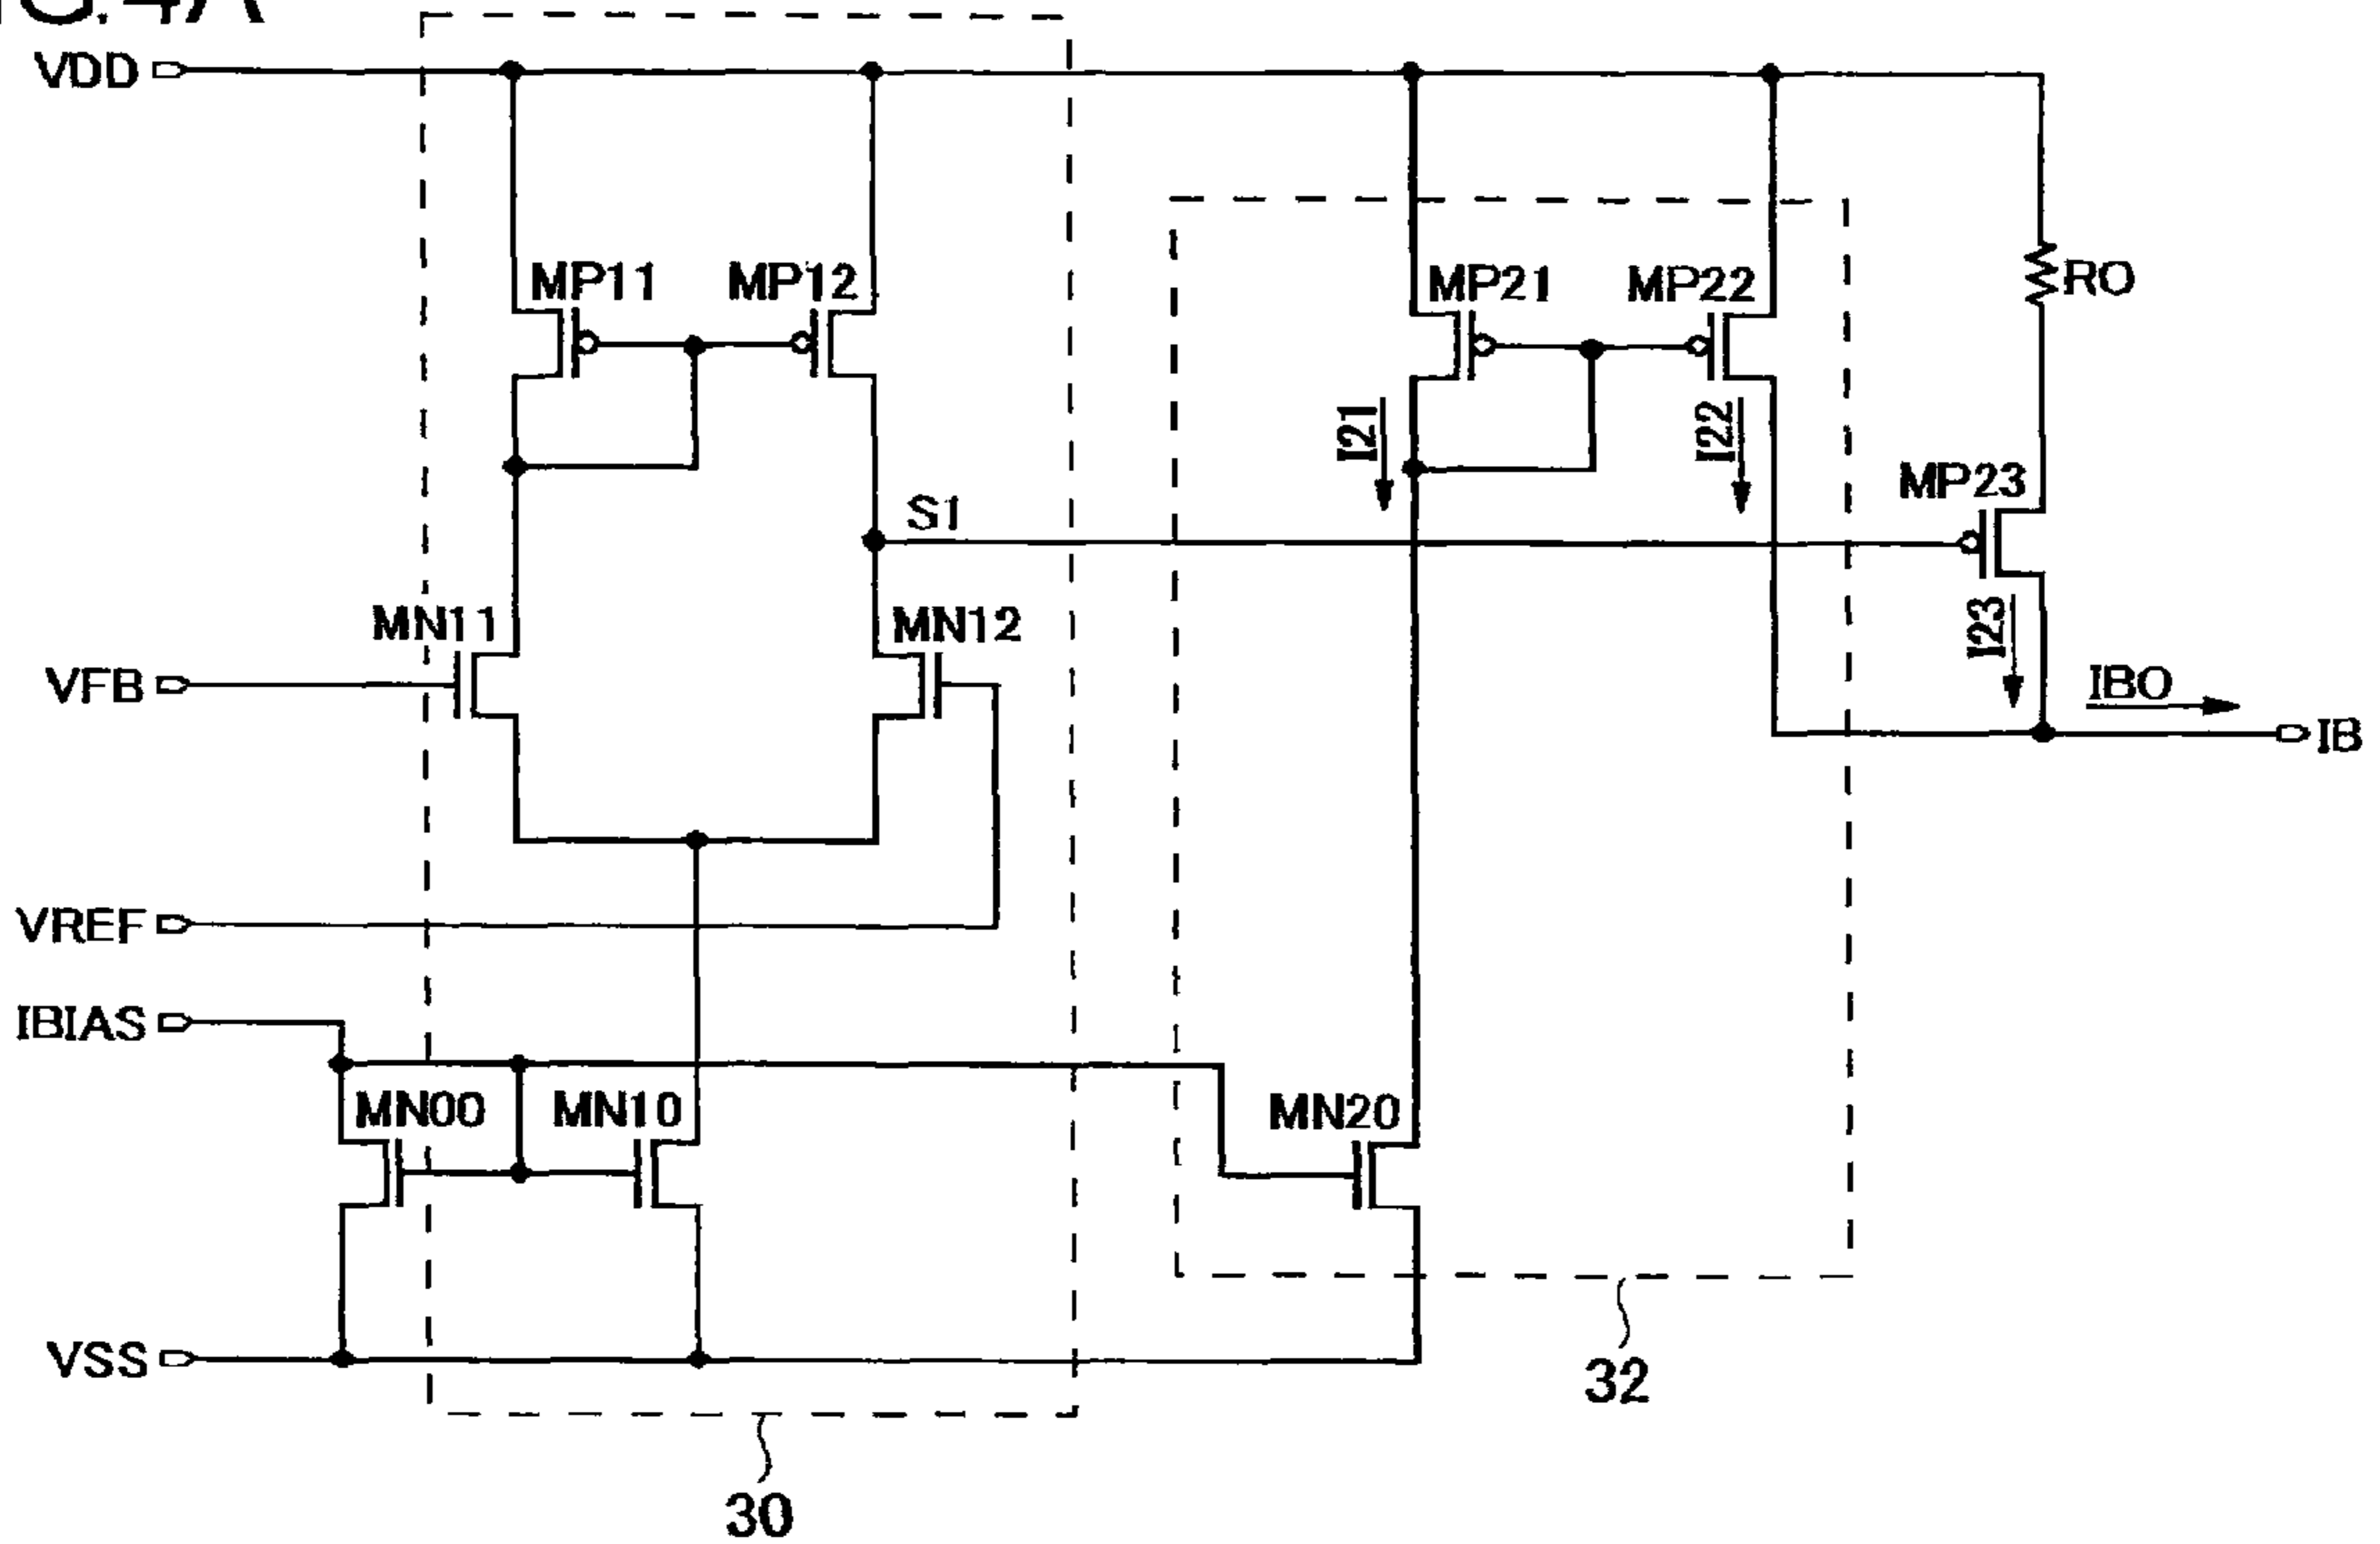 VDD
MP11
MP12
MP21
MP22
RO
I21
I22
MP23
S1
MN11
MN12
I23
VFB
IBO
IB
VREF
IBIAS
MN00
MN10
MN20
VSS
32
30